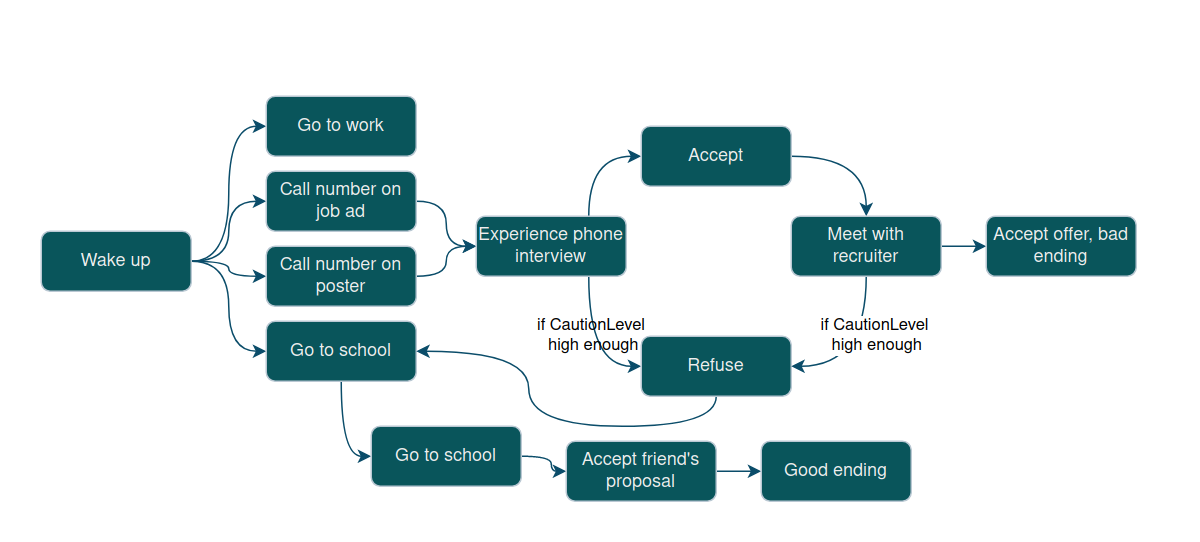 Go to work
Accept
Call number on
job ad
Wake up
Call number on
poster
Experience phone
interview
Meet with
recruiter
Accept offer, bad
ending
if CautionLevel
high enough
if CautionLevel
high enough
Go to school
Refuse
Go to school
Accept friend's
proposal
Good ending